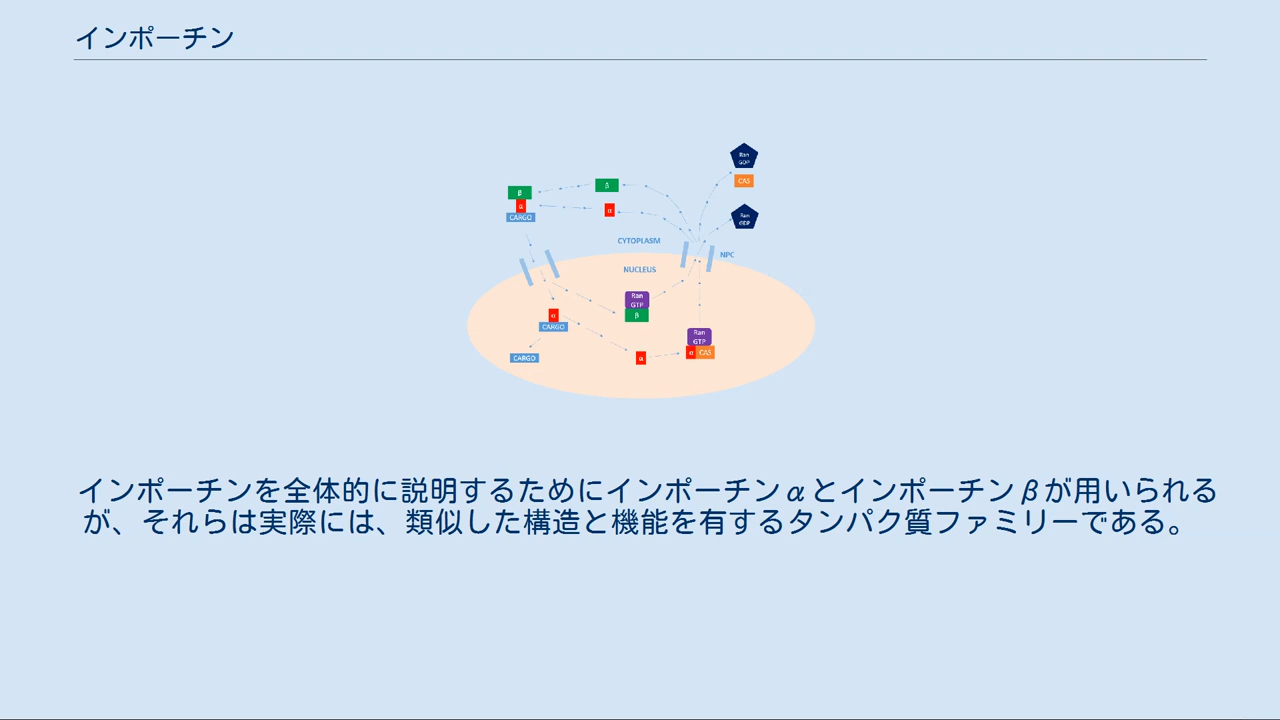 インポーチン
Ran
GDP
CAS
β
β
α
α
CARGO
Ran
GDP
CYTOPLASM
NPC
NUCLEUS
Ran
GTP
β
α
CARGO
Ran
GTP
α CAS
CARGO
α
インポーチンを全体的に説明するためにインポーチンαとインポーチンβが用いられる
が、それらは実際には、類似した構造と機能を有するタンパク質ファミリーである。